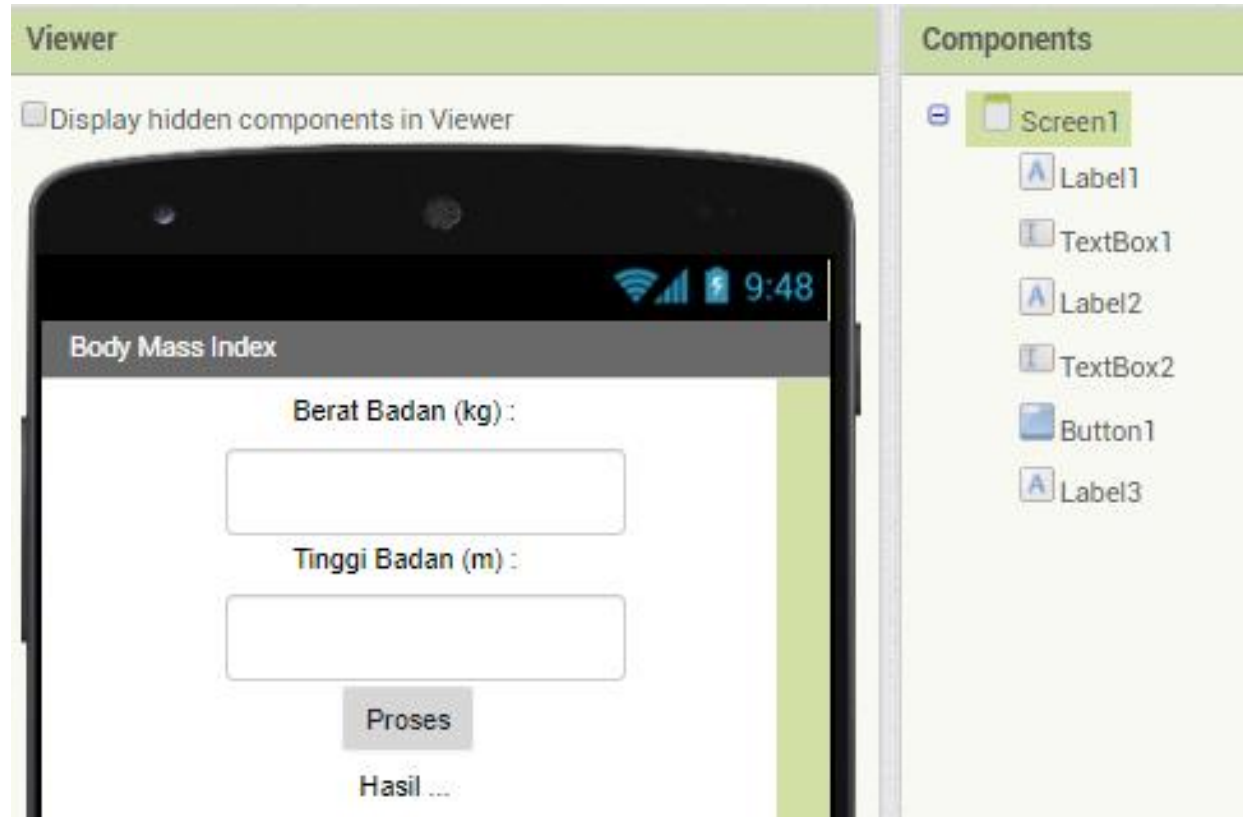 Viewer
Display hidden components in Viewer
9:48
Body Mass Index
Berat Badan (kg) :
Tinggi Badan (m) :
Proses
Hasil ...
Components
Screen1
Label1
TextBox1
Label2
TextBox2
Button1
Label3